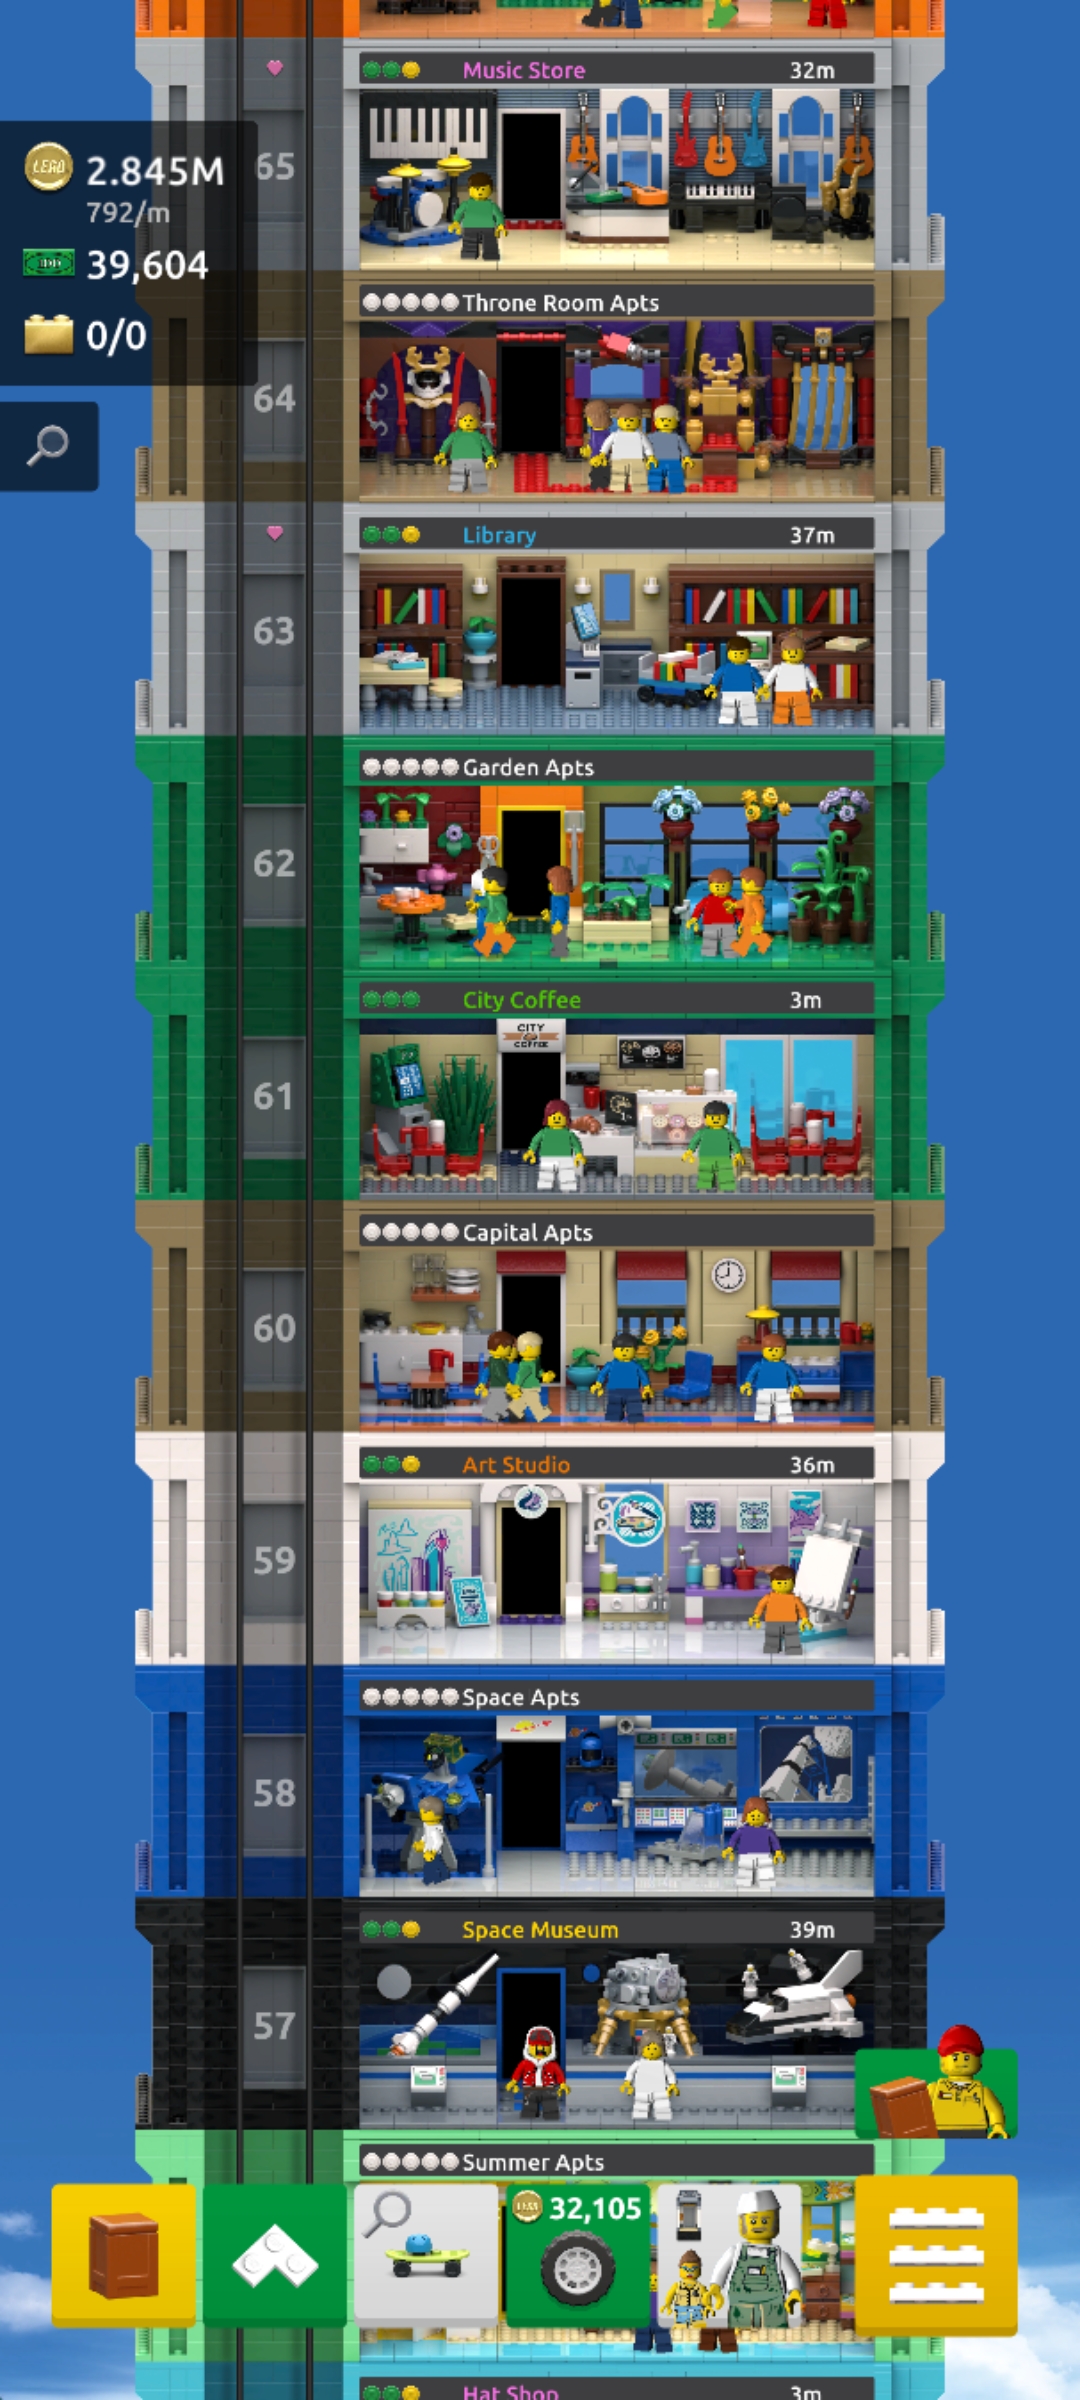 Music Store 32m
65
LEGO 2.845M
792/m
39,604
0/0
Throne Room Apts
64
Library 37m
63
Garden Apts
62
City Coffee 3m
CITY
COFFEE
61
Capital Apts
60
Art Studio 36m
59
Space Apts
58
Space Museum 39m
57
Summer Apts
LEGO 32,105
Hat Shop 3m